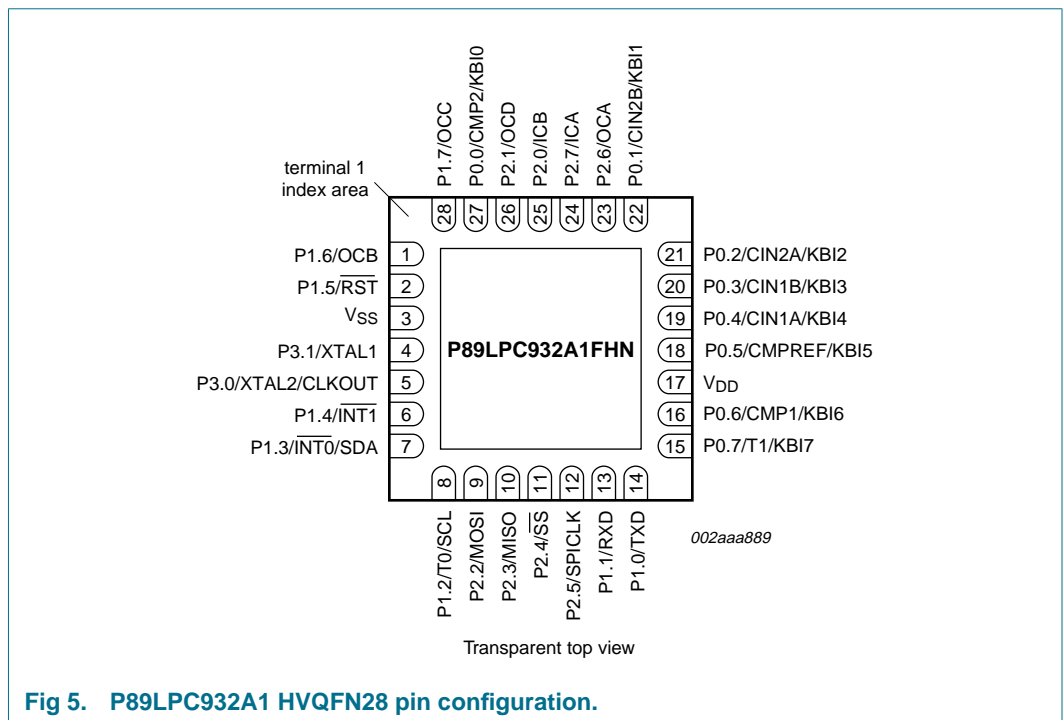 P1.7/OCC
P0.0/CMP2/KBI0
P2.1/OCD
P2.0/ICB
P2.7/ICA
P2.6/OCA
P0.1/CIN2B/KBI1
terminal 1
index area
28
27
26
25
24
23
22
P1.6/OCB 1
P1.5/R̅S̅T̅ 2
VSS 3
P3.1/XTAL1 4
P3.0/XTAL2/CLKOUT 5
P1.4/I̅N̅T̅1̅ 6
P1.3/I̅N̅T̅0̅/SDA 7
P89LPC932A1FHN
21 P0.2/CIN2A/KBI2
20 P0.3/CIN1B/KBI3
19 P0.4/CIN1A/KBI4
18 P0.5/CMPREF/KBI5
17 VDD
16 P0.6/CMP1/KBI6
15 P0.7/T1/KBI7
8
9
10
11
12
13
14
P1.2/T0/SCL
P2.2/MOSI
P2.3/MISO
P2.4/S̅S̅
P2.5/SPICLK
P1.1/RXD
P1.0/TXD
002aaa889
Transparent top view
Fig 5. P89LPC932A1 HVQFN28 pin configuration.